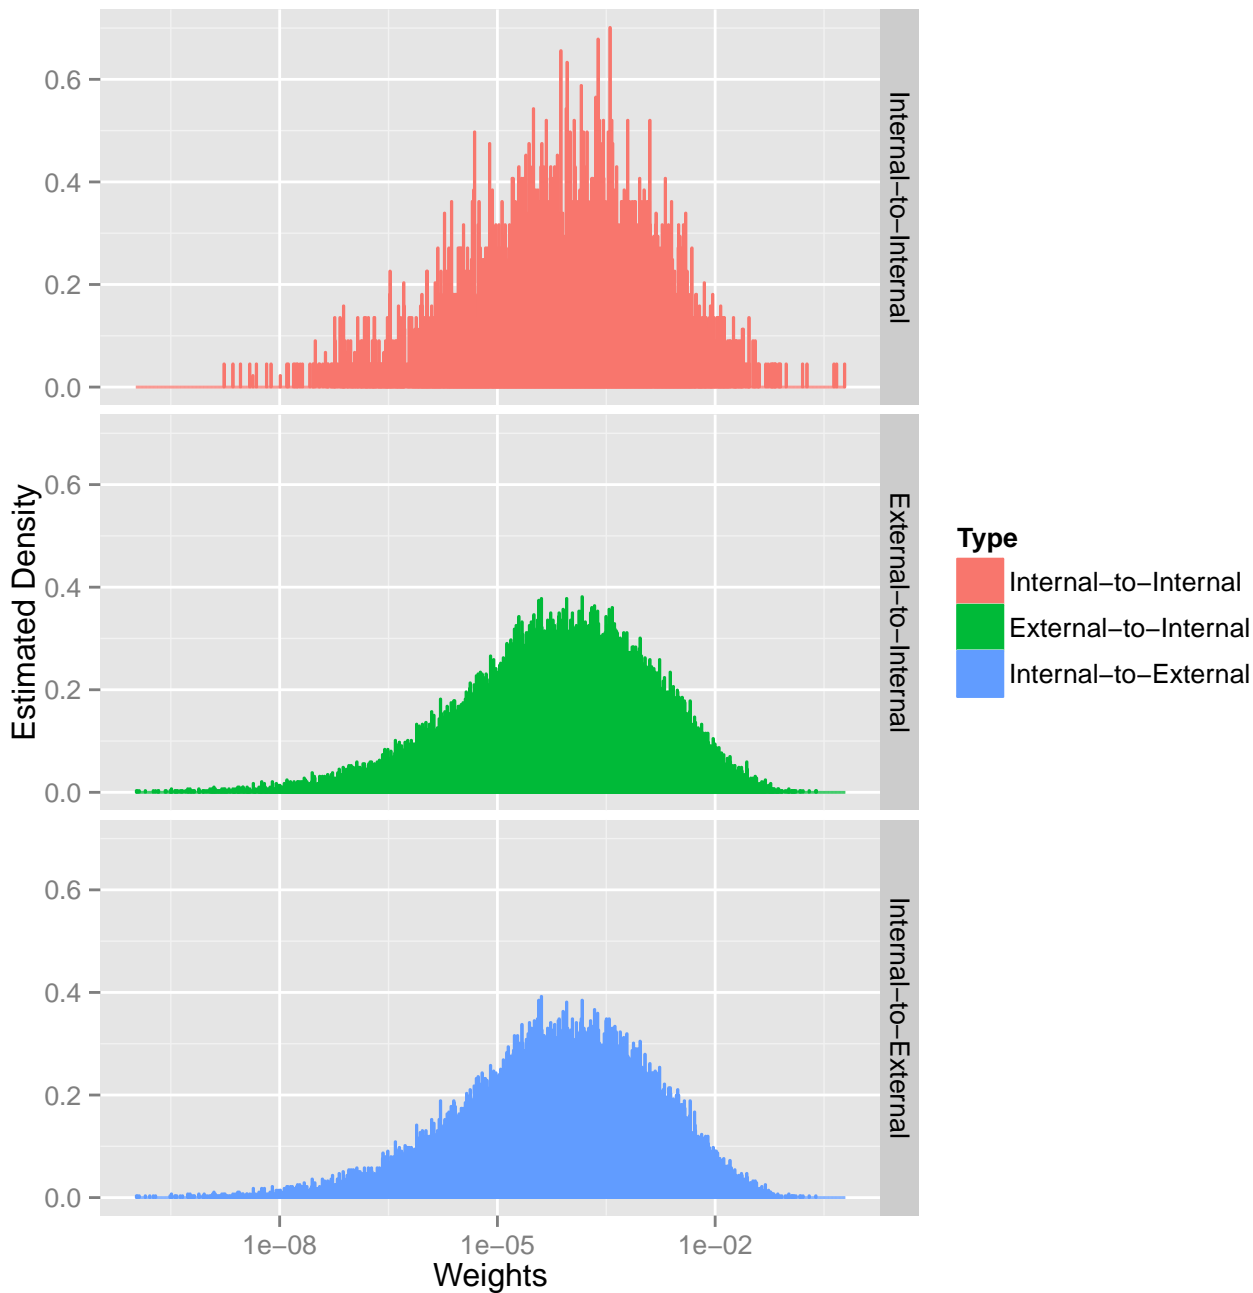 0.6
0.4
0.2
0.0
Internal−to−Internal
0.6
0.4
0.2
0.0
External−to−Internal
0.6
0.4
0.2
0.0
Internal−to−External
Estimated Density
1e−08
1e−05
1e−02
Weights
Type
Internal−to−Internal
External−to−Internal
Internal−to−External